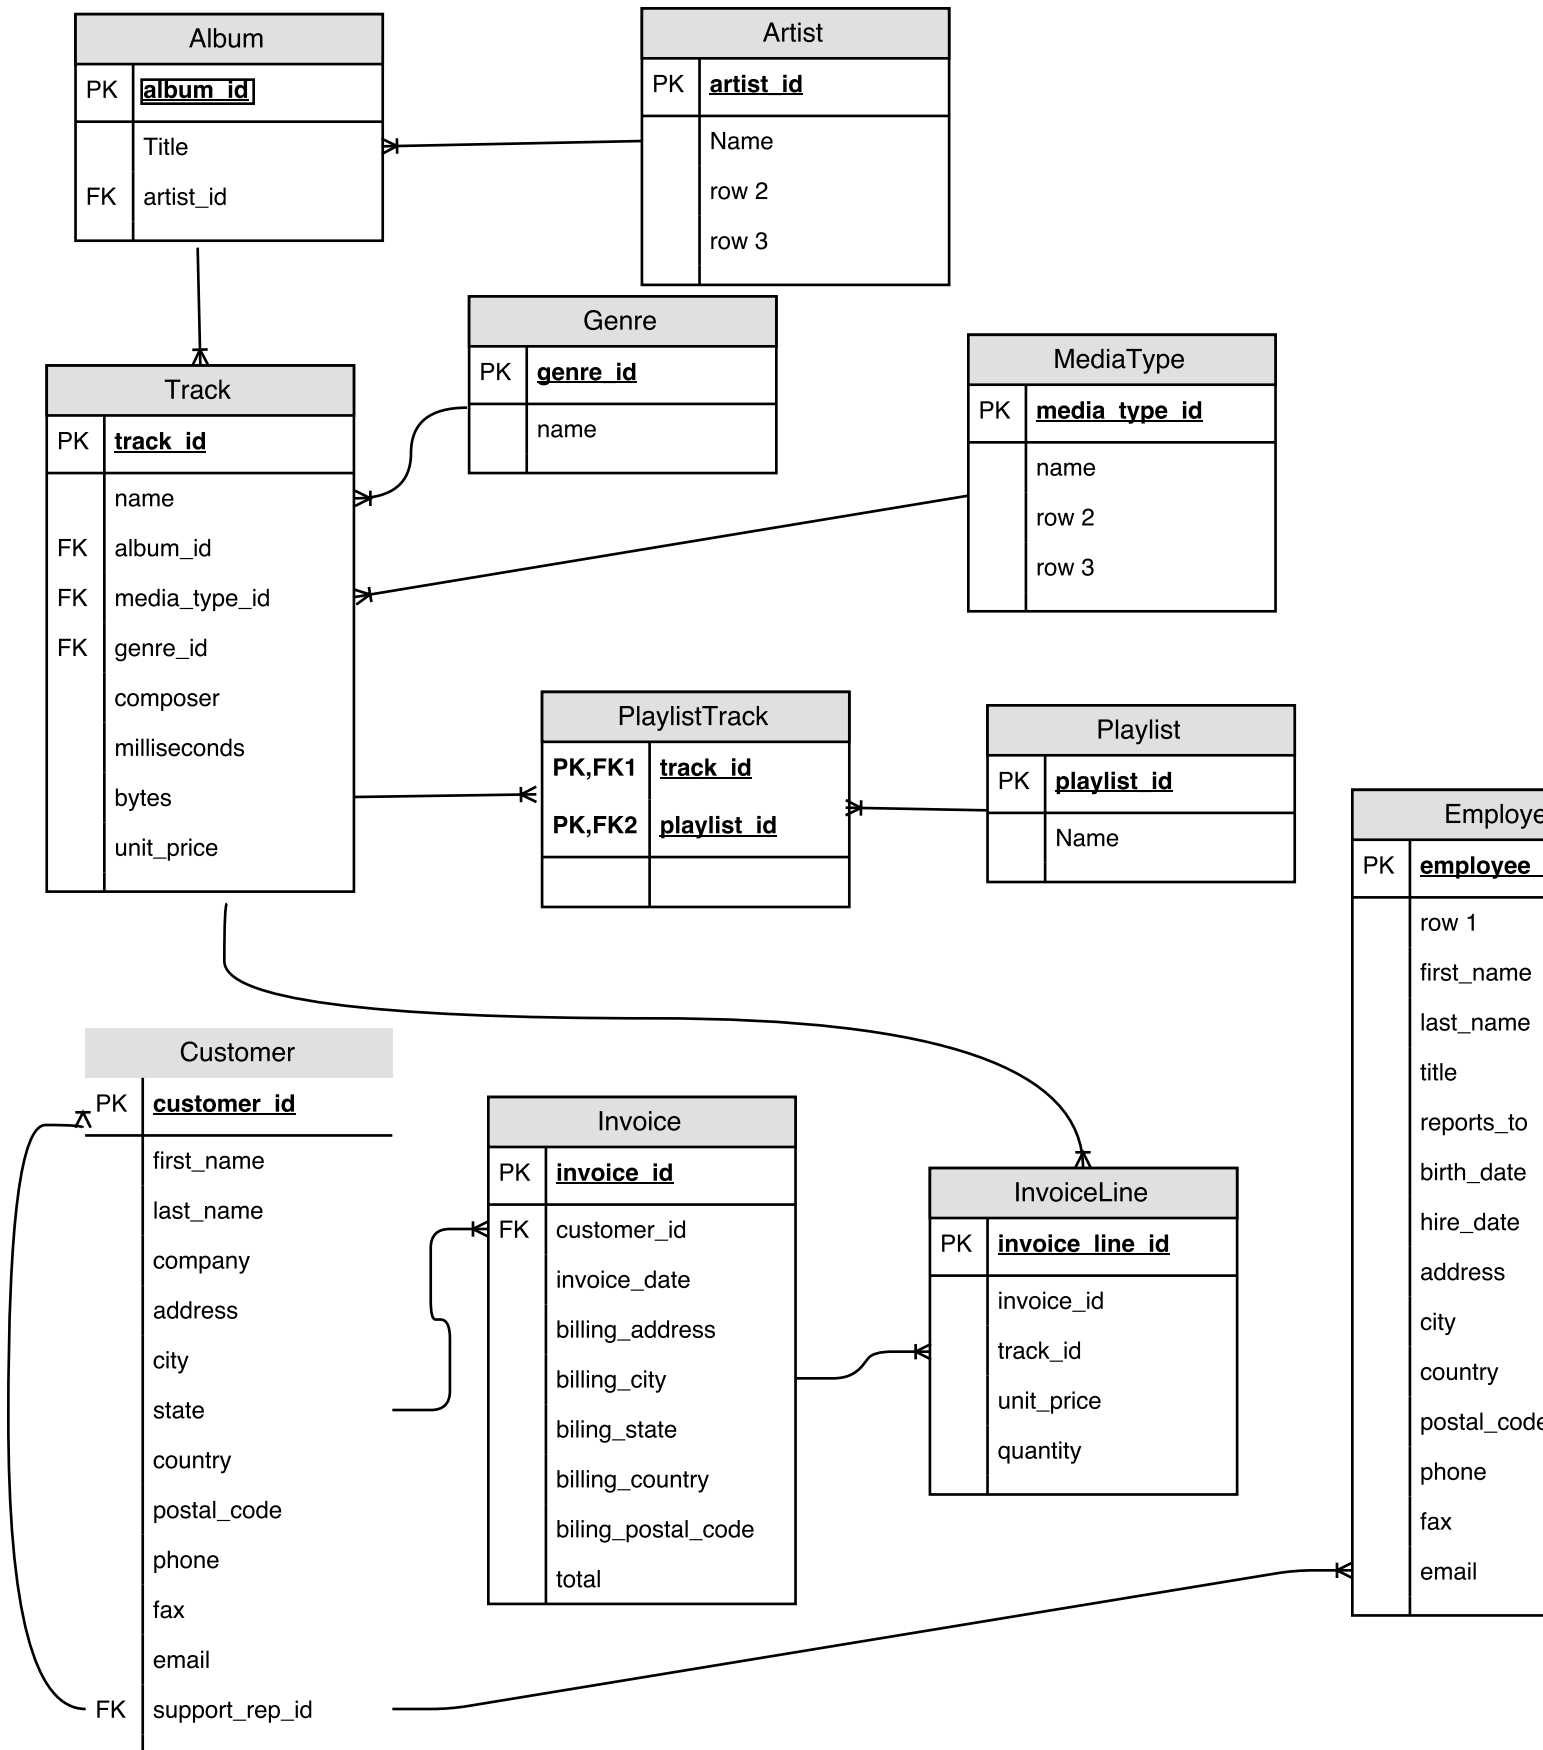 Album
PK album_id
Title
FK artist_id
Artist
PK artist_id
Name
row 2
row 3
Genre
PK genre_id
name
MediaType
PK media_type_id
name
row 2
row 3
Track
PK track_id
name
FK album_id
FK media_type_id
FK genre_id
composer
milliseconds
bytes
unit_price
PlaylistTrack
PK,FK1 track_id
PK,FK2 playlist_id
Playlist
PK playlist_id
Name
Employe
PK employee_
row 1
first_name
last_name
title
reports_to
birth_date
hire_date
address
city
country
postal_code
phone
fax
email
Customer
PK customer_id
first_name
last_name
company
address
city
state
country
postal_code
phone
fax
email
FK support_rep_id
Invoice
PK invoice_id
FK customer_id
invoice_date
billing_address
billing_city
biling_state
billing_country
biling_postal_code
total
InvoiceLine
PK invoice_line_id
invoice_id
track_id
unit_price
quantity